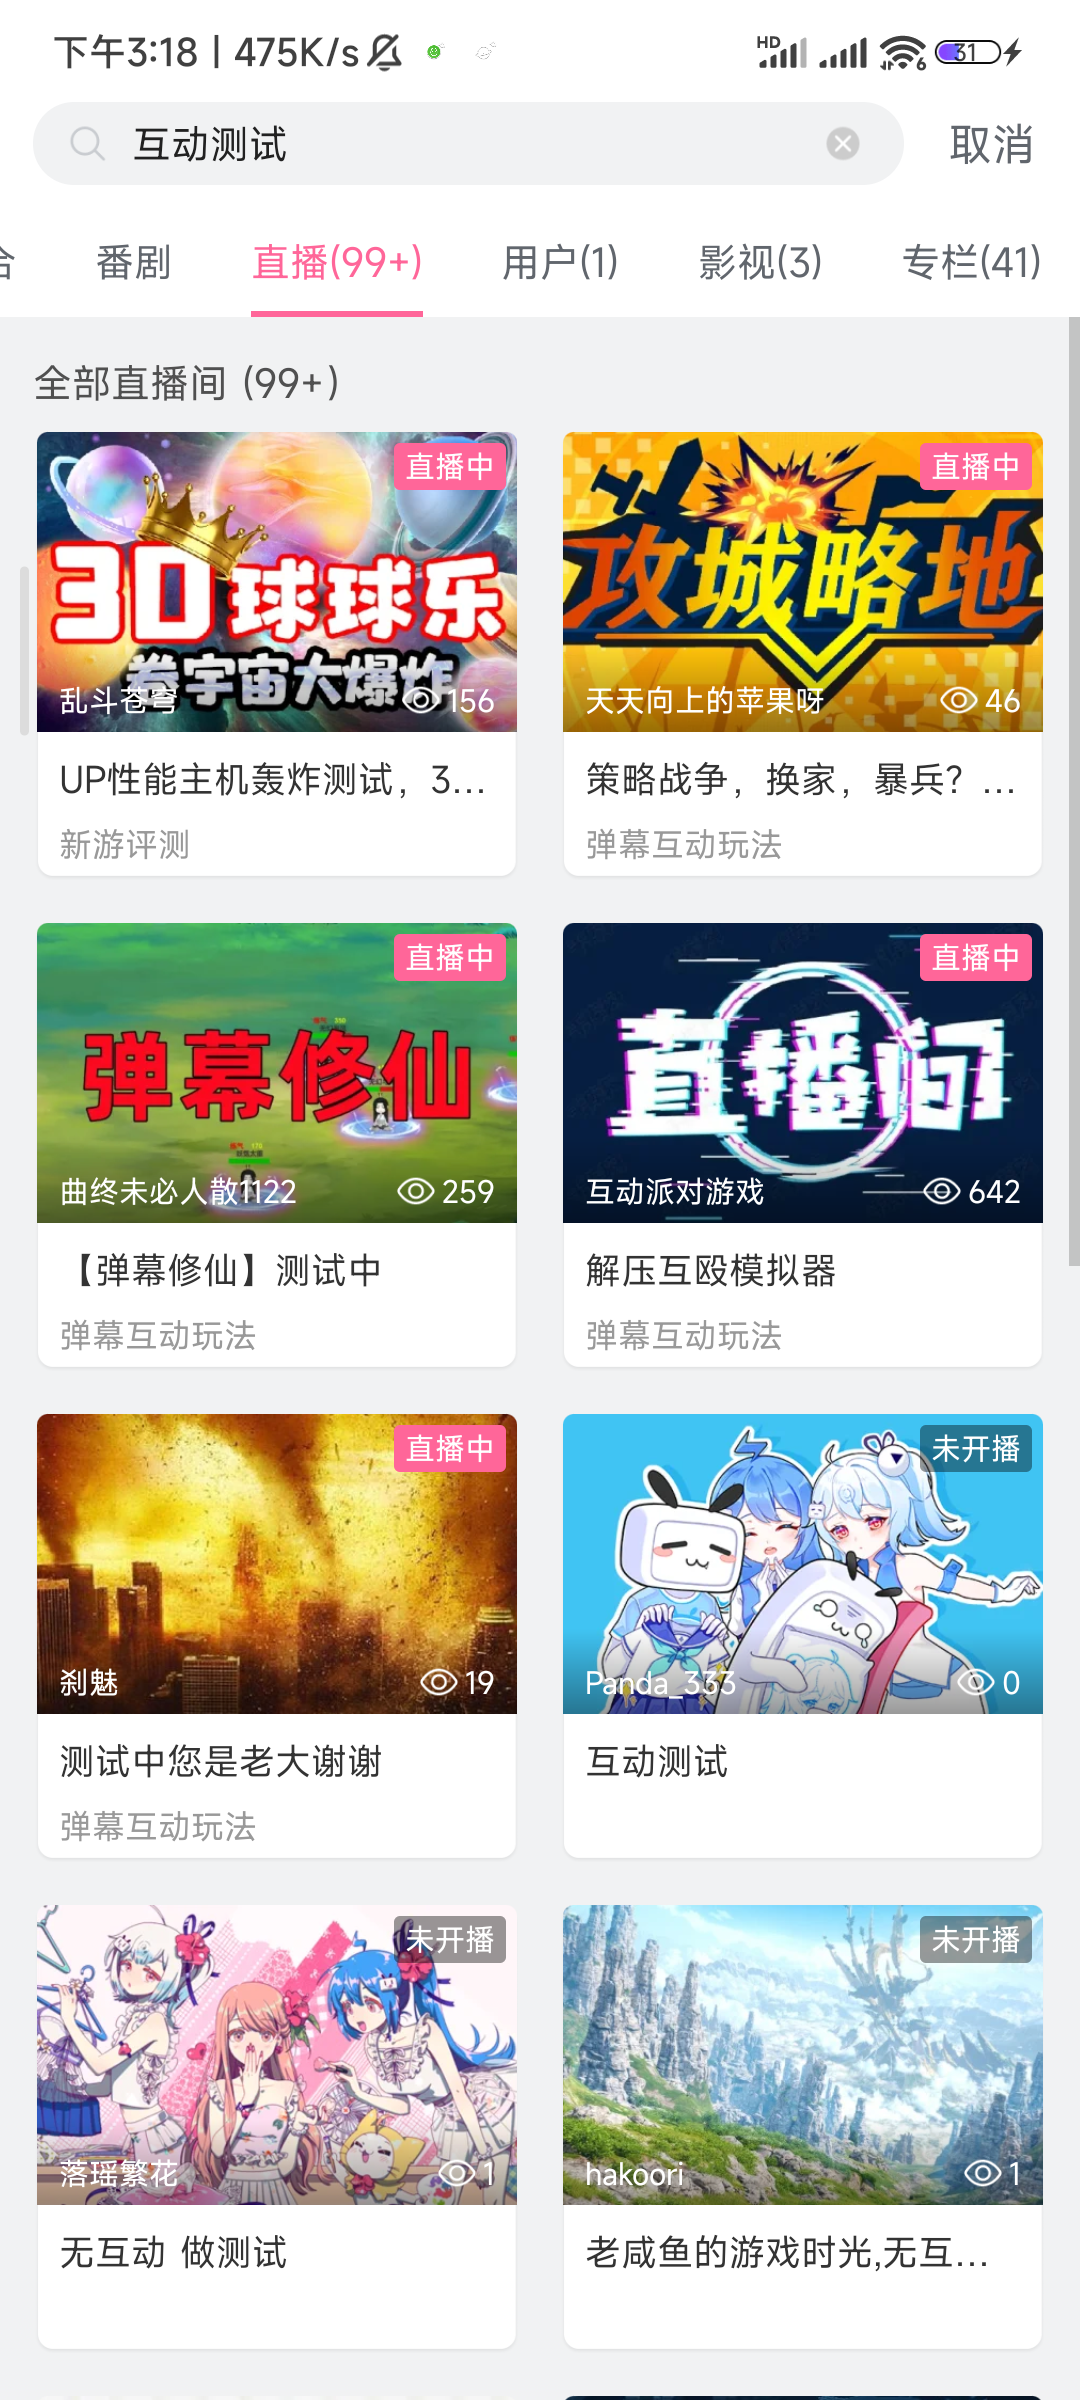 下午3:18 | 475K/s
HD
6
31
互动测试
取消
合
番剧
直播(99+)
用户(1)
影视(3)
专栏(41)
全部直播间 (99+)
直播中
3D球球乐
卷宇宙大爆炸
乱斗苍穹
156
UP性能主机轰炸测试，3...
新游评测
直播中
攻城略地
天天向上的苹果呀
46
策略战争，换家，暴兵？...
弹幕互动玩法
直播中
弹幕修仙
曲终未必人散1122
259
【弹幕修仙】测试中
弹幕互动玩法
直播中
直播间
互动派对游戏
642
解压互殴模拟器
弹幕互动玩法
直播中
刹魅
19
测试中您是老大谢谢
弹幕互动玩法
未开播
Panda_333
0
互动测试
未开播
落瑶繁花
1
无互动 做测试
未开播
hakoori
1
老咸鱼的游戏时光,无互...